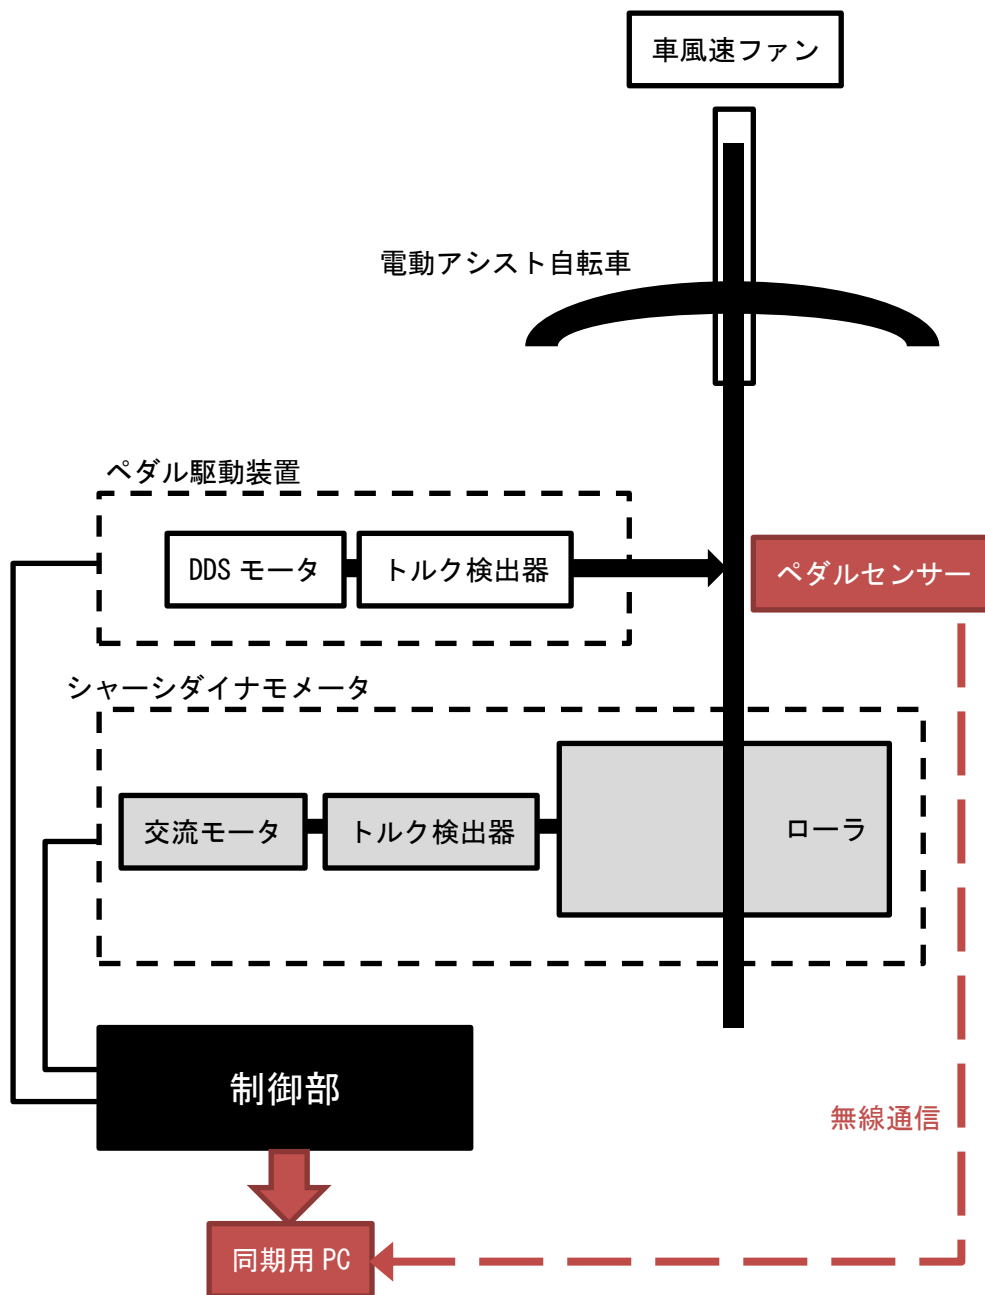 車風速ファン
電動アシスト自転車
ペダル駆動装置
DDS モータ
トルク検出器
ペダルセンサー
シャーシダイナモメータ
交流モータ
トルク検出器
ローラ
制御部
無線通信
同期用 PC